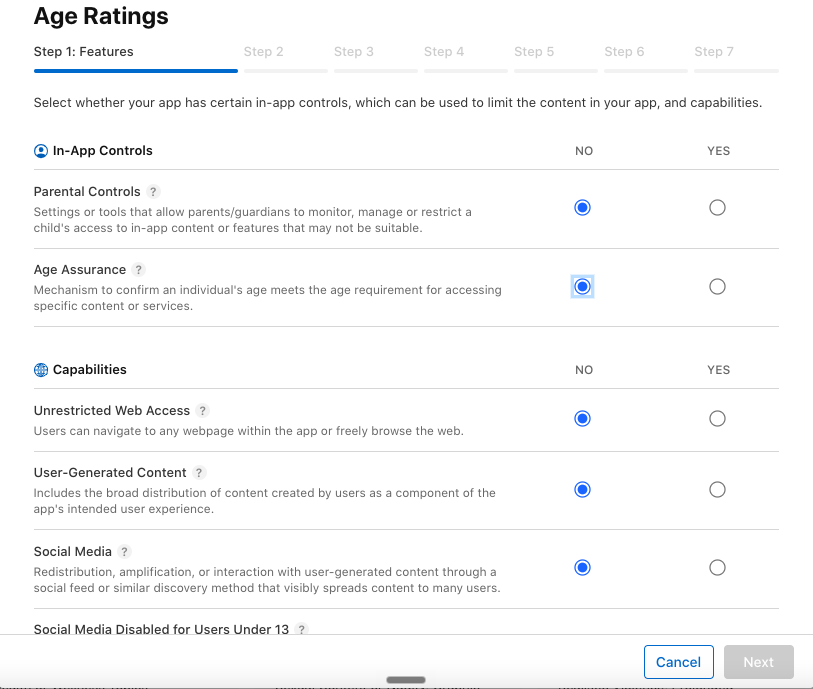 Age Ratings
Step 1: Features
Step 2
Step 3
Step 4
Step 5
Step 6
Step 7
Select whether your app has certain in-app controls, which can be used to limit the content in your app, and capabilities.
In-App Controls
NO
YES
Parental Controls ?
Settings or tools that allow parents/guardians to monitor, manage or restrict a
child's access to in-app content or features that may not be suitable.
Age Assurance ?
Mechanism to confirm an individual's age meets the age requirement for accessing
specific content or services.
Capabilities
NO
YES
Unrestricted Web Access ?
Users can navigate to any webpage within the app or freely browse the web.
User-Generated Content ?
Includes the broad distribution of content created by users as a component of the
app's intended user experience.
Social Media ?
Redistribution, amplification, or interaction with user-generated content through a
social feed or similar discovery method that visibly spreads content to many users.
Social Media Disabled for Users Under 13 ?
Cancel
Next